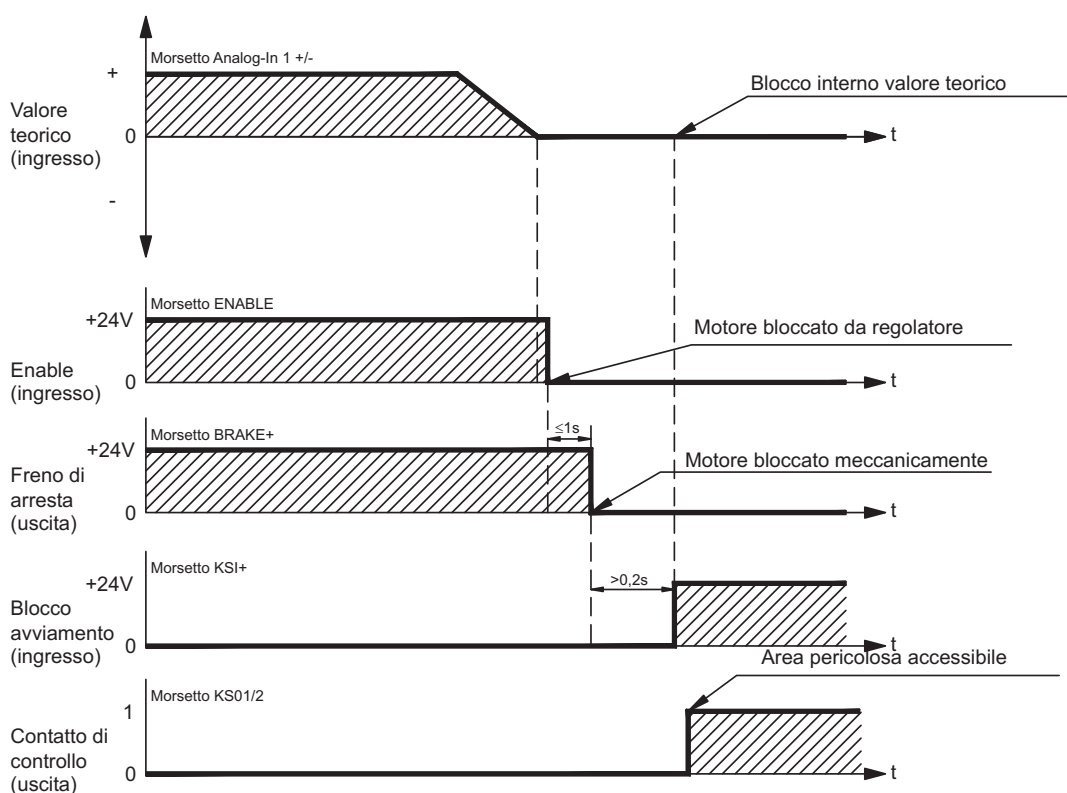 Morsetto Analog-In 1 +/-
+
Blocco interno valore teorico
Valore
teorico
(ingresso)
0
t
-
Morsetto ENABLE
+24V
Motore bloccato da regolatore
Enable
(ingresso)
0
t
Morsetto BRAKE+
≤1s
+24V
Motore bloccato meccanicamente
Freno di
arresta
(uscita)
0
t
Morsetto KSI+
+24V
>0,2s
Blocco
avviamento
(ingresso)
0
t
Area pericolosa accessibile
Morsetto KS01/2
1
Contatto di
controllo
(uscita)
0
t